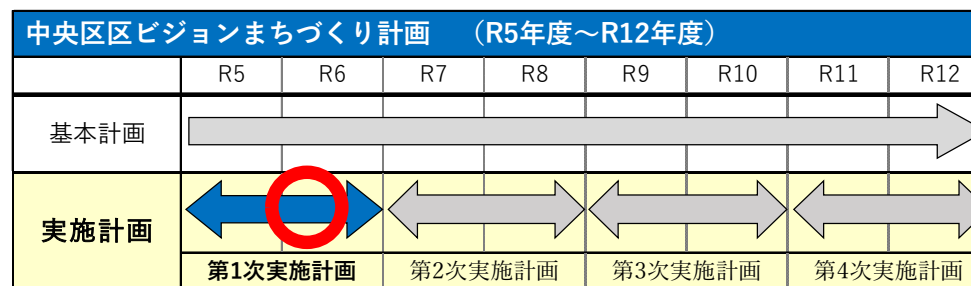 中央区区ビジョンまちづくり計画　（R5年度～R12年度）
R5 R6 R7 R8 R9 R10 R11 R12
基本計画
実施計画
第1次実施計画 第2次実施計画 第3次実施計画 第4次実施計画